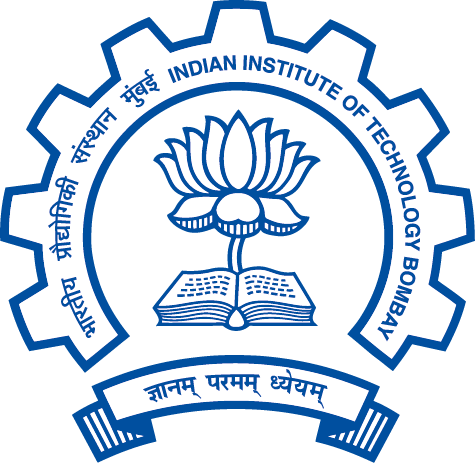 भारतीय प्रौद्योगिकी संस्थान मुंबई
INDIAN INSTITUTE OF TECHNOLOGY BOMBAY
ज्ञानम् परमम् ध्येयम्